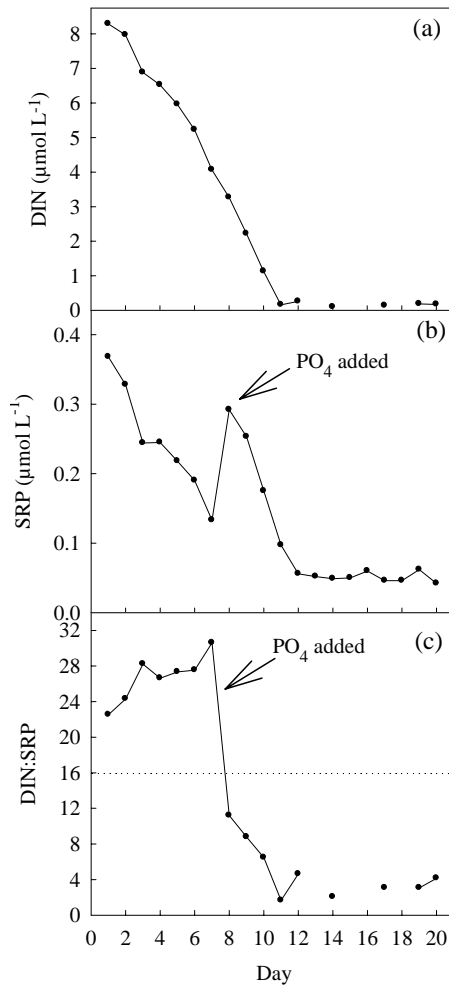 (a)
8
7
6
5
4
3
2
1
0
DIN (µmol L⁻¹)
(b)
0.4
0.3
0.2
0.1
0.0
SRP (µmol L⁻¹)
PO₄ added
(c)
32
28
24
20
16
12
8
4
0
DIN:SRP
PO₄ added
0 2 4 6 8 10 12 14 16 18 20
Day